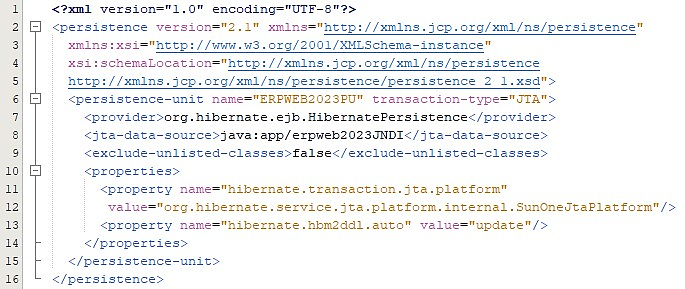 1 <?xml version="1.0" encoding="UTF-8"?>
2 <persistence version="2.1" xmlns="http://xmlns.jcp.org/xml/ns/persistence"
3 xmlns:xsi="http://www.w3.org/2001/XMLSchema-instance"
4 xsi:schemaLocation="http://xmlns.jcp.org/xml/ns/persistence
5 http://xmlns.jcp.org/xml/ns/persistence/persistence_2_1.xsd">
6 <persistence-unit name="ERPWEB2023PU" transaction-type="JTA">
7 <provider>org.hibernate.ejb.HibernatePersistence</provider>
8 <jta-data-source>java:app/erpweb2023JNDI</jta-data-source>
9 <exclude-unlisted-classes>false</exclude-unlisted-classes>
10 <properties>
11 <property name="hibernate.transaction.jta.platform"
12 value="org.hibernate.service.jta.platform.internal.SunOneJtaPlatform"/>
13 <property name="hibernate.hbm2ddl.auto" value="update"/>
14 </properties>
15 </persistence-unit>
16 </persistence>